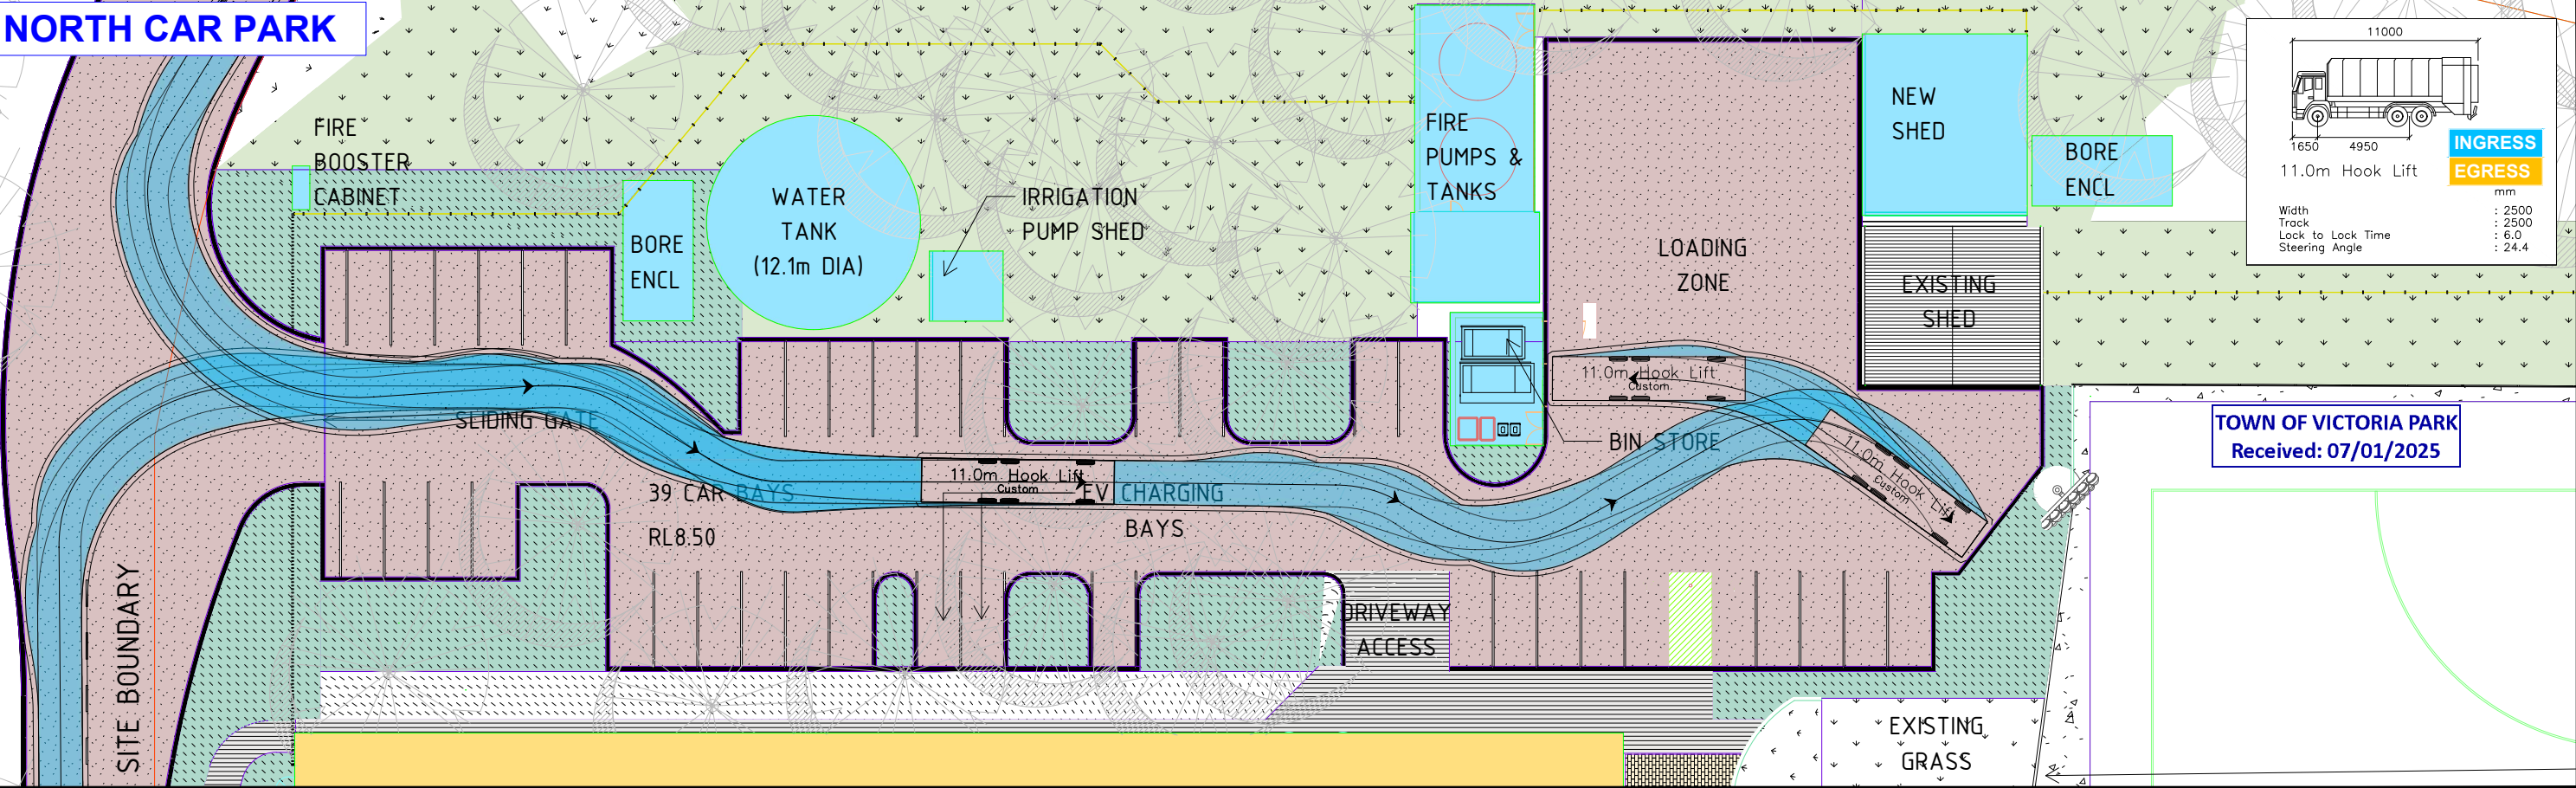 NORTH CAR PARK
FIRE
BOOSTER
CABINET
BORE
ENCL
WATER
TANK
(12.1m DIA)
IRRIGATION
PUMP SHED
FIRE
PUMPS &
TANKS
LOADING
ZONE
NEW
SHED
BORE
ENCL
EXISTING
SHED
11000
1650
4950
11.0m Hook Lift
INGRESS
EGRESS
mm
Width : 2500
Track : 2500
Lock to Lock Time : 6.0
Steering Angle : 24.4
TOWN OF VICTORIA PARK
Received: 07/01/2025
11.0m Hook Lift
Custom
BIN STORE
11.0m Hook Lift
Custom
SLIDING GATE
11.0m Hook Lift
Custom
39 CAR BAYS
RL8.50
EV CHARGING
BAYS
DRIVEWAY
ACCESS
SITE BOUNDARY
EXISTING
GRASS